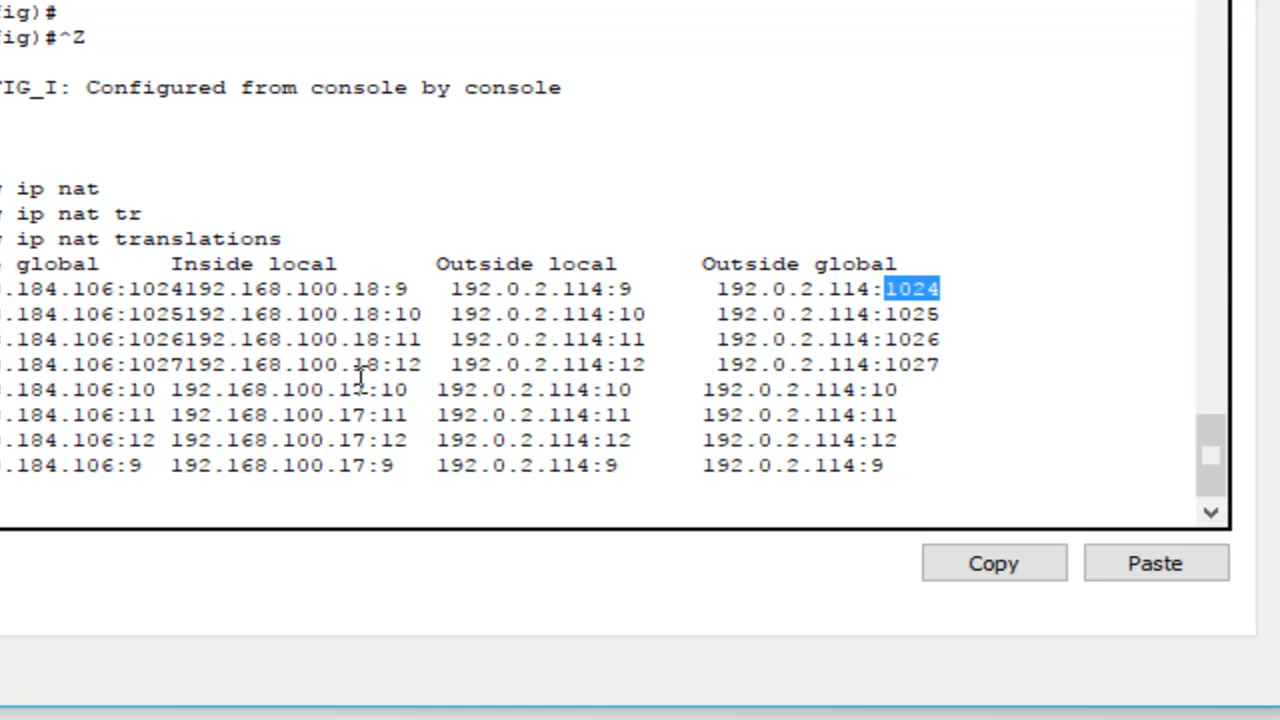 fig)#
fig)#^Z
FIG_I: Configured from console by console
ip nat
ip nat tr
ip nat translations
global Inside local Outside local Outside global
.184.106:1024192.168.100.18:9 192.0.2.114:9 192.0.2.114:1024
.184.106:1025192.168.100.18:10 192.0.2.114:10 192.0.2.114:1025
.184.106:1026192.168.100.18:11 192.0.2.114:11 192.0.2.114:1026
.184.106:1027192.168.100.18:12 192.0.2.114:12 192.0.2.114:1027
.184.106:10 192.168.100.17:10 192.0.2.114:10 192.0.2.114:10
.184.106:11 192.168.100.17:11 192.0.2.114:11 192.0.2.114:11
.184.106:12 192.168.100.17:12 192.0.2.114:12 192.0.2.114:12
.184.106:9 192.168.100.17:9 192.0.2.114:9 192.0.2.114:9
Copy Paste